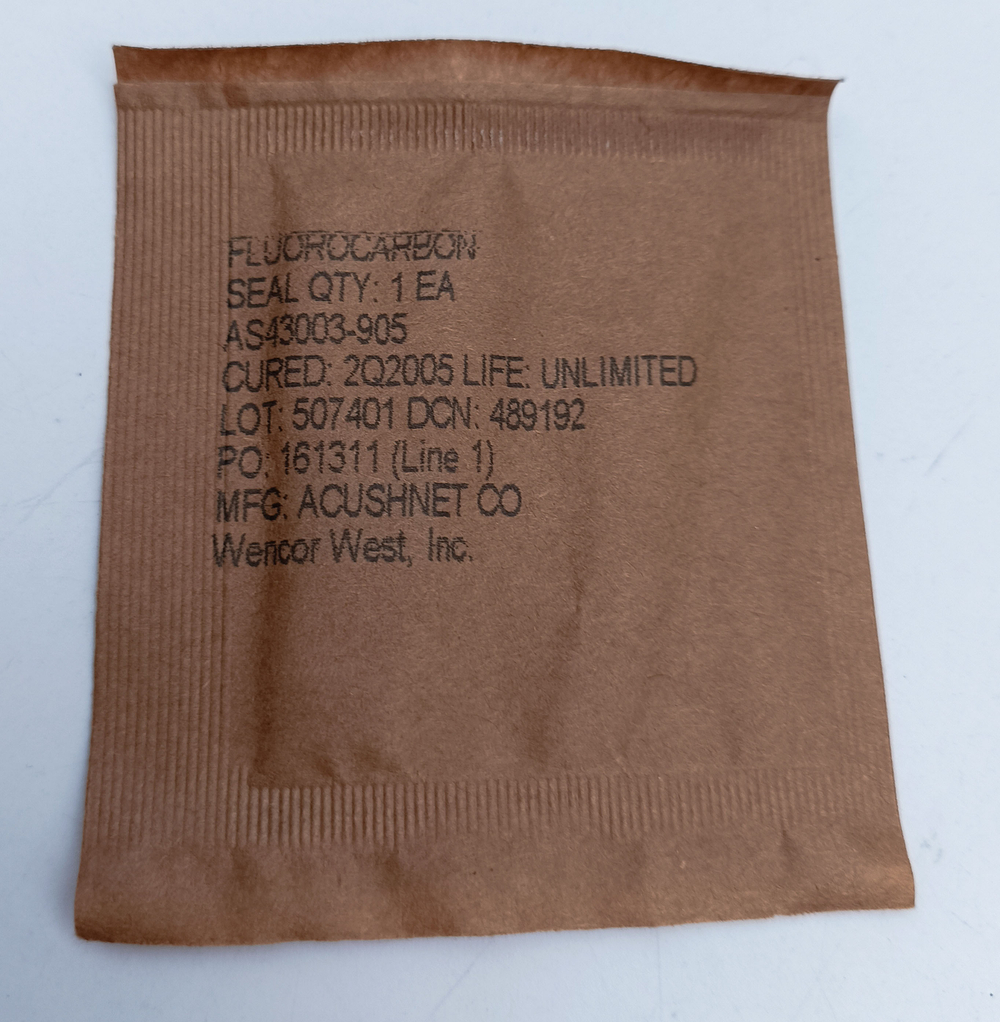 FLUOROCARBON
SEAL QTY: 1 EA
AS43003-905
CURED: 2Q2005 LIFE: UNLIMITED
LOT: 507401 DCN: 489192
PO: 161311 (Line 1)
MFG: ACUSHNET CO
Wencor West, Inc.